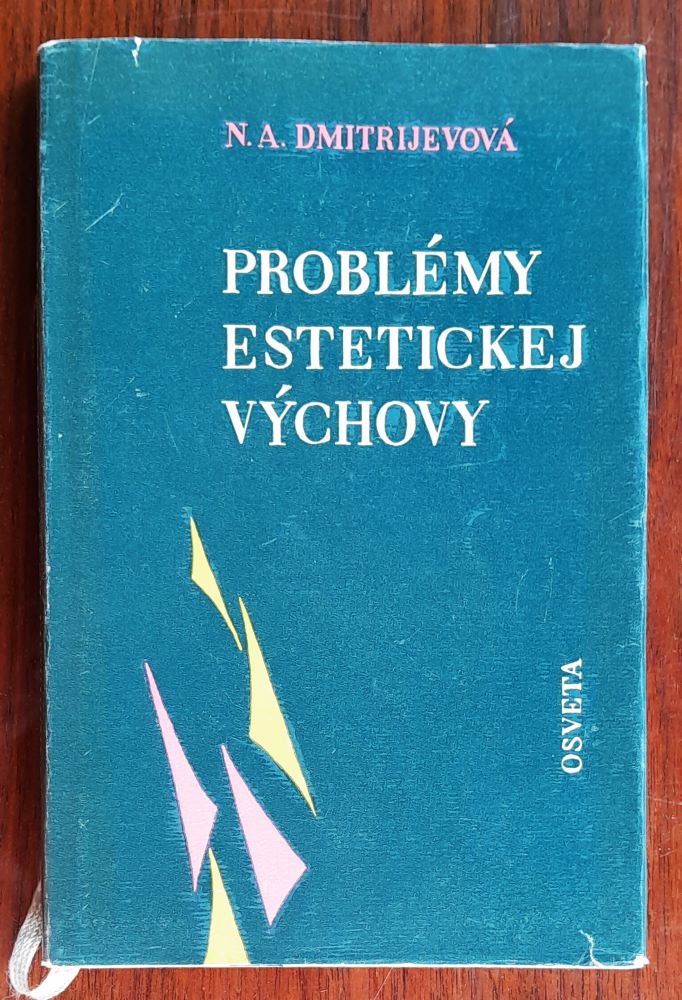 N. A. DMITRIJEVOVÁ
PROBLÉMY
ESTETICKEJ
VÝCHOVY
OSVETA